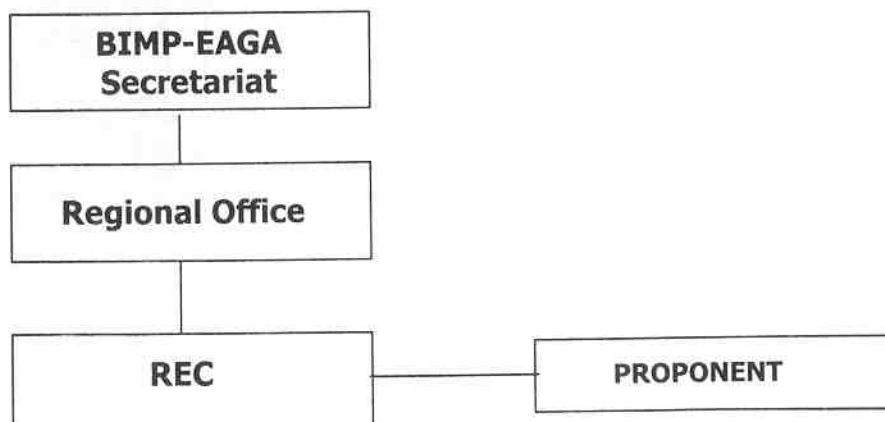 BIMP-EAGA
Secretariat
Regional Office
REC
PROPONENT